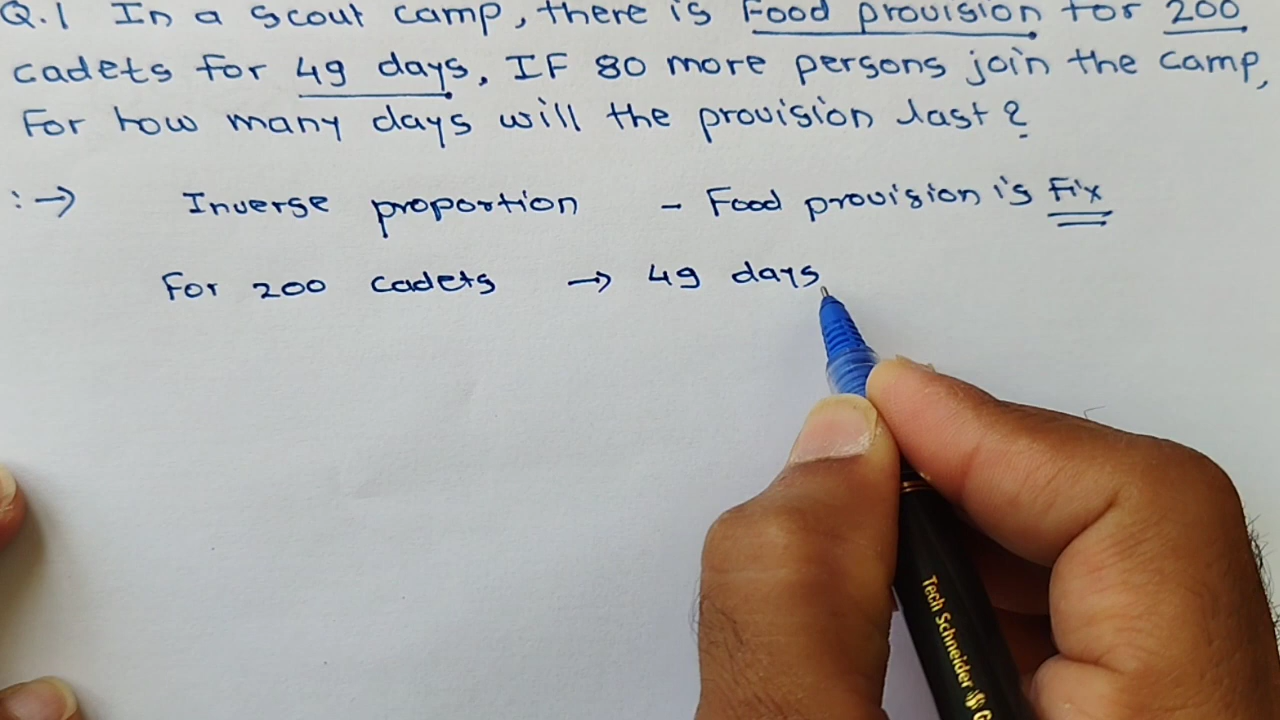 Q.1 In a scout camp, there is Food provision for 200
cadets for 49 days, IF 80 more persons join the camp,
For how many days will the provision last?
:→ Inverse proportion - Food provision is Fix
For 200 cadets → 49 days
Tech Schneider G